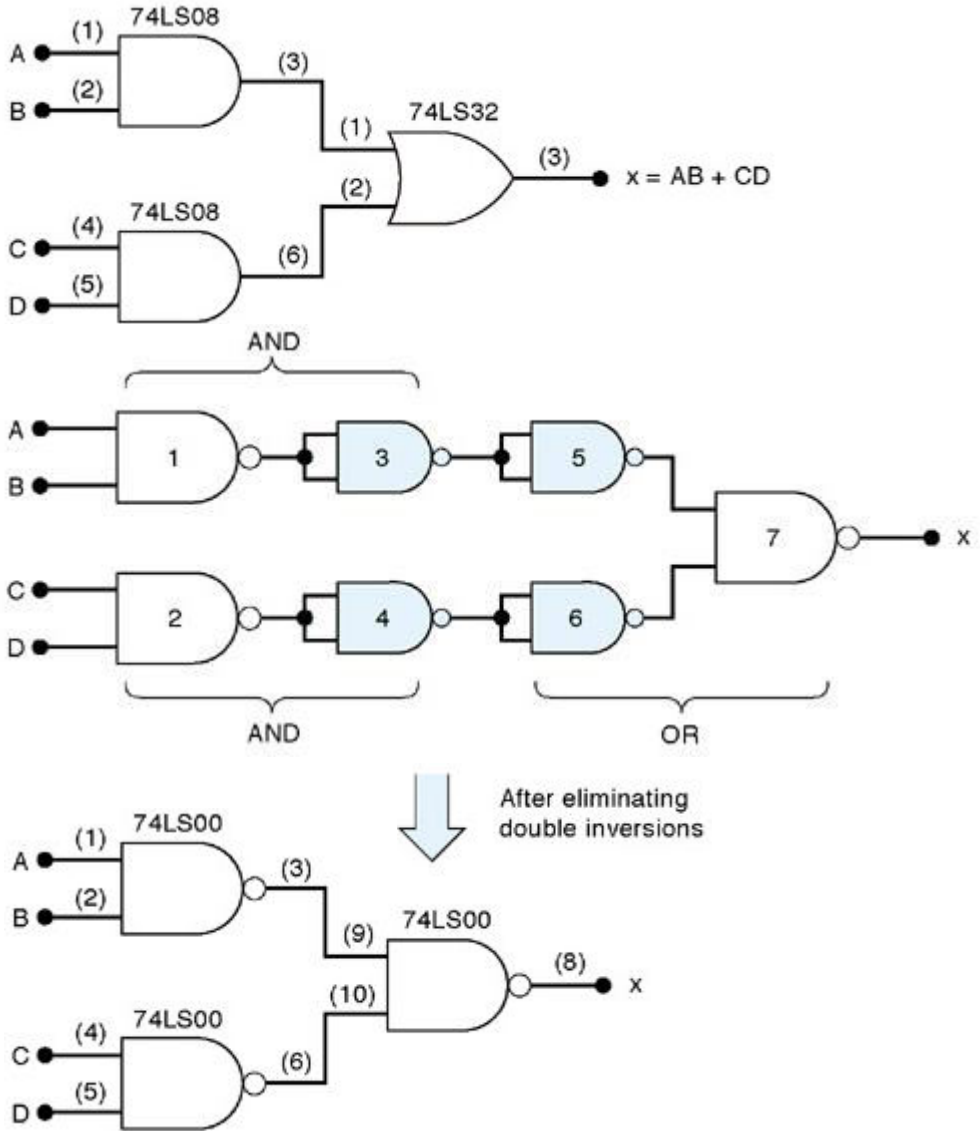 74LS08
A (1) (3)
B (2)
74LS32
(1) (3) x = AB + CD
(2)
74LS08
C (4) (6)
D (5)
AND
A
1 3 5
B
7 x
C
2 4 6
D
AND OR
After eliminating
double inversions
74LS00
A (1) (3)
B (2)
74LS00
(9) (8) x
(10)
74LS00
C (4) (6)
D (5)